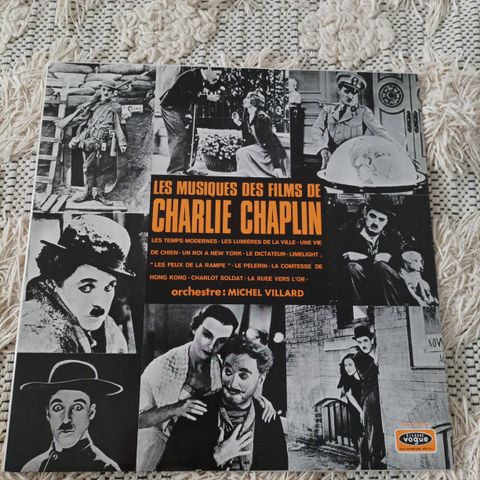 LES MUSIQUES DES FILMS DE
CHARLIE CHAPLIN
LES TEMPS MODERNES - LES LUMIÈRES DE LA VILLE - UNE VIE
DE CHIEN - UN ROI A NEW YORK - LE DICTATEUR - LIMELIGHT,
"LES FEUX DE LA RAMPE" - LE PELERIN - LA COMTESSE DE
HONG KONG - CHARLOT SOLDAT - LA RUEE VERS L'OR -
orchestre: MICHEL VILLARD
vogue